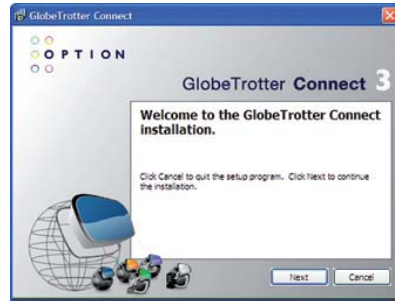 GlobeTrotter Connect
OPTION
GlobeTrotter Connect 3
Welcome to the GlobeTrotter Connect
installation.
Click Cancel to quit the setup program. Click Next to continue
the installation.
Next
Cancel